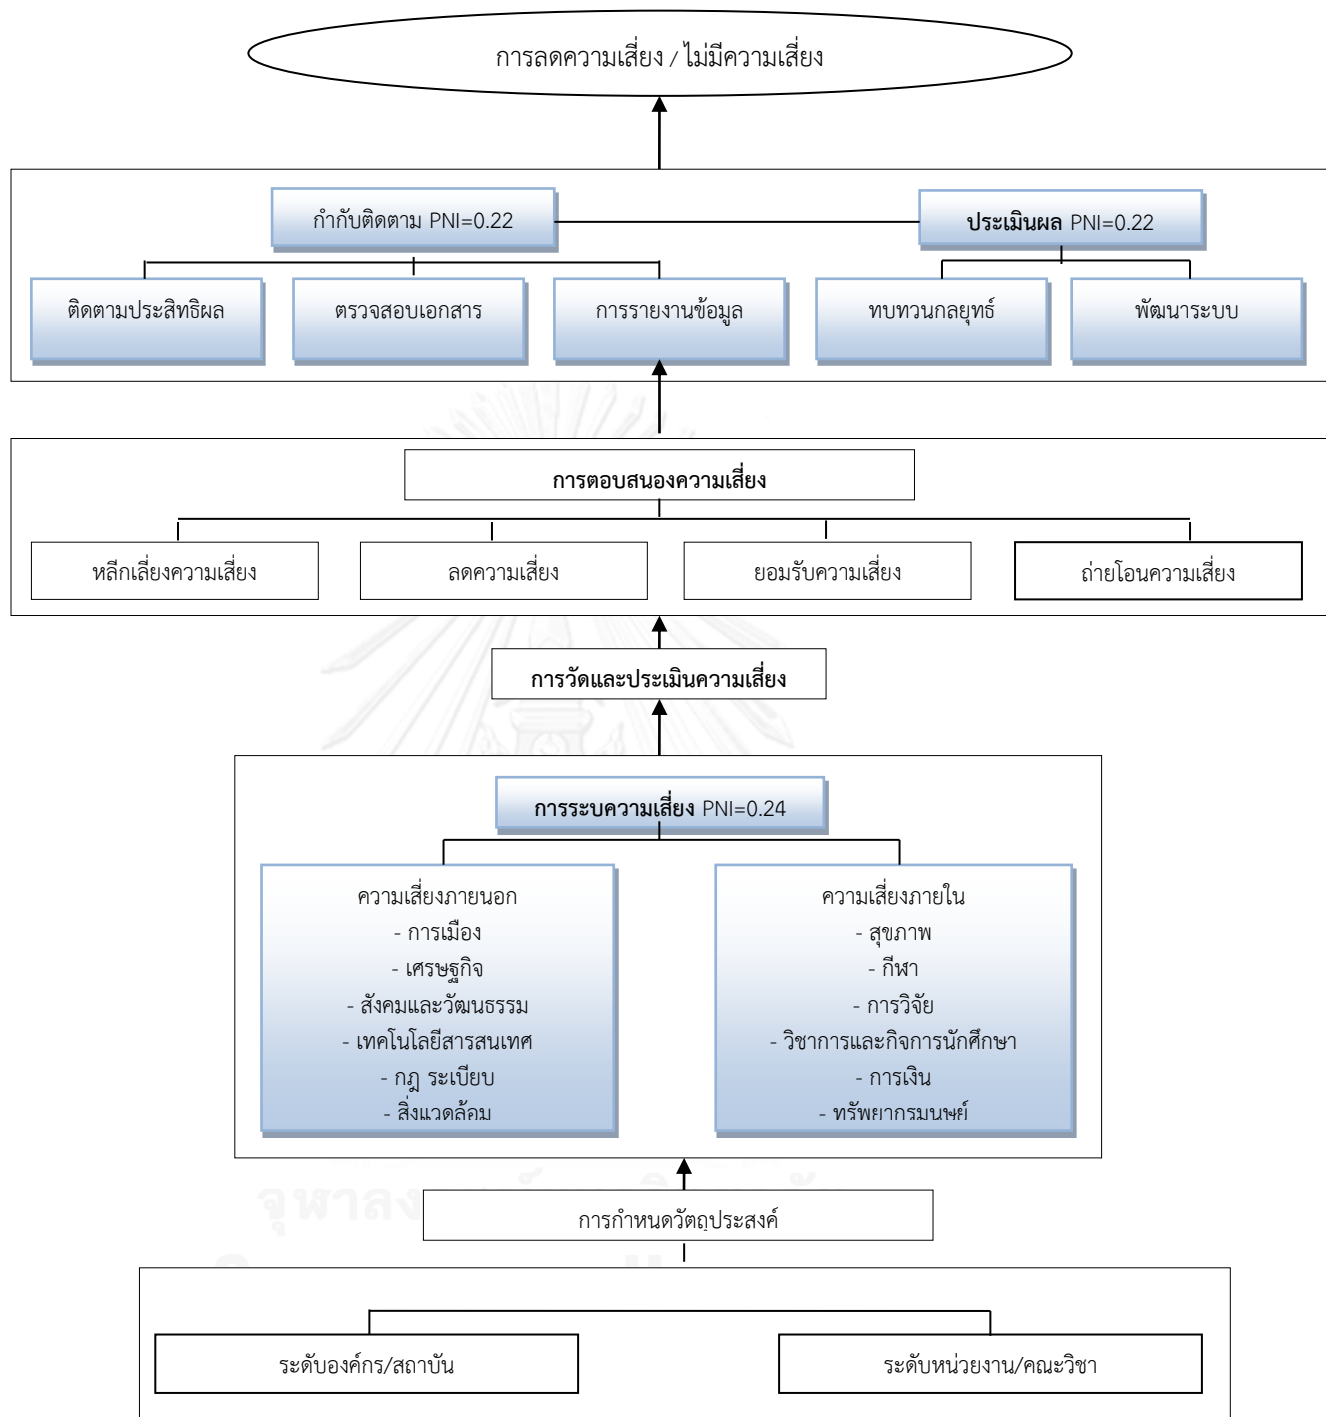 การลดความเสี่ยง / ไม่มีความเสี่ยง
กำกับติดตาม PNI=0.22
ประเมินผล PNI=0.22
ติดตามประสิทธิผล
ตรวจสอบเอกสาร
การรายงานข้อมูล
ทบทวนกลยุทธ์
พัฒนาระบบ
การตอบสนองความเสี่ยง
หลีกเลี่ยงความเสี่ยง
ลดความเสี่ยง
ยอมรับความเสี่ยง
ถ่ายโอนความเสี่ยง
การวัดและประเมินความเสี่ยง
การระบความเสี่ยง PNI=0.24
ความเสี่ยงภายนอก
- การเมือง
- เศรษฐกิจ
- สังคมและวัฒนธรรม
- เทคโนโลยีสารสนเทศ
- กฎ ระเบียบ
- สิ่งแวดล้อม
ความเสี่ยงภายใน
- สุขภาพ
- กีฬา
- การวิจัย
- วิชาการและกิจการนักศึกษา
- การเงิน
- ทรัพยากรมนุษย์
จุฬาลง
การกำหนดวัตถุประสงค์
ระดับองค์กร/สถาบัน
ระดับหน่วยงาน/คณะวิชา